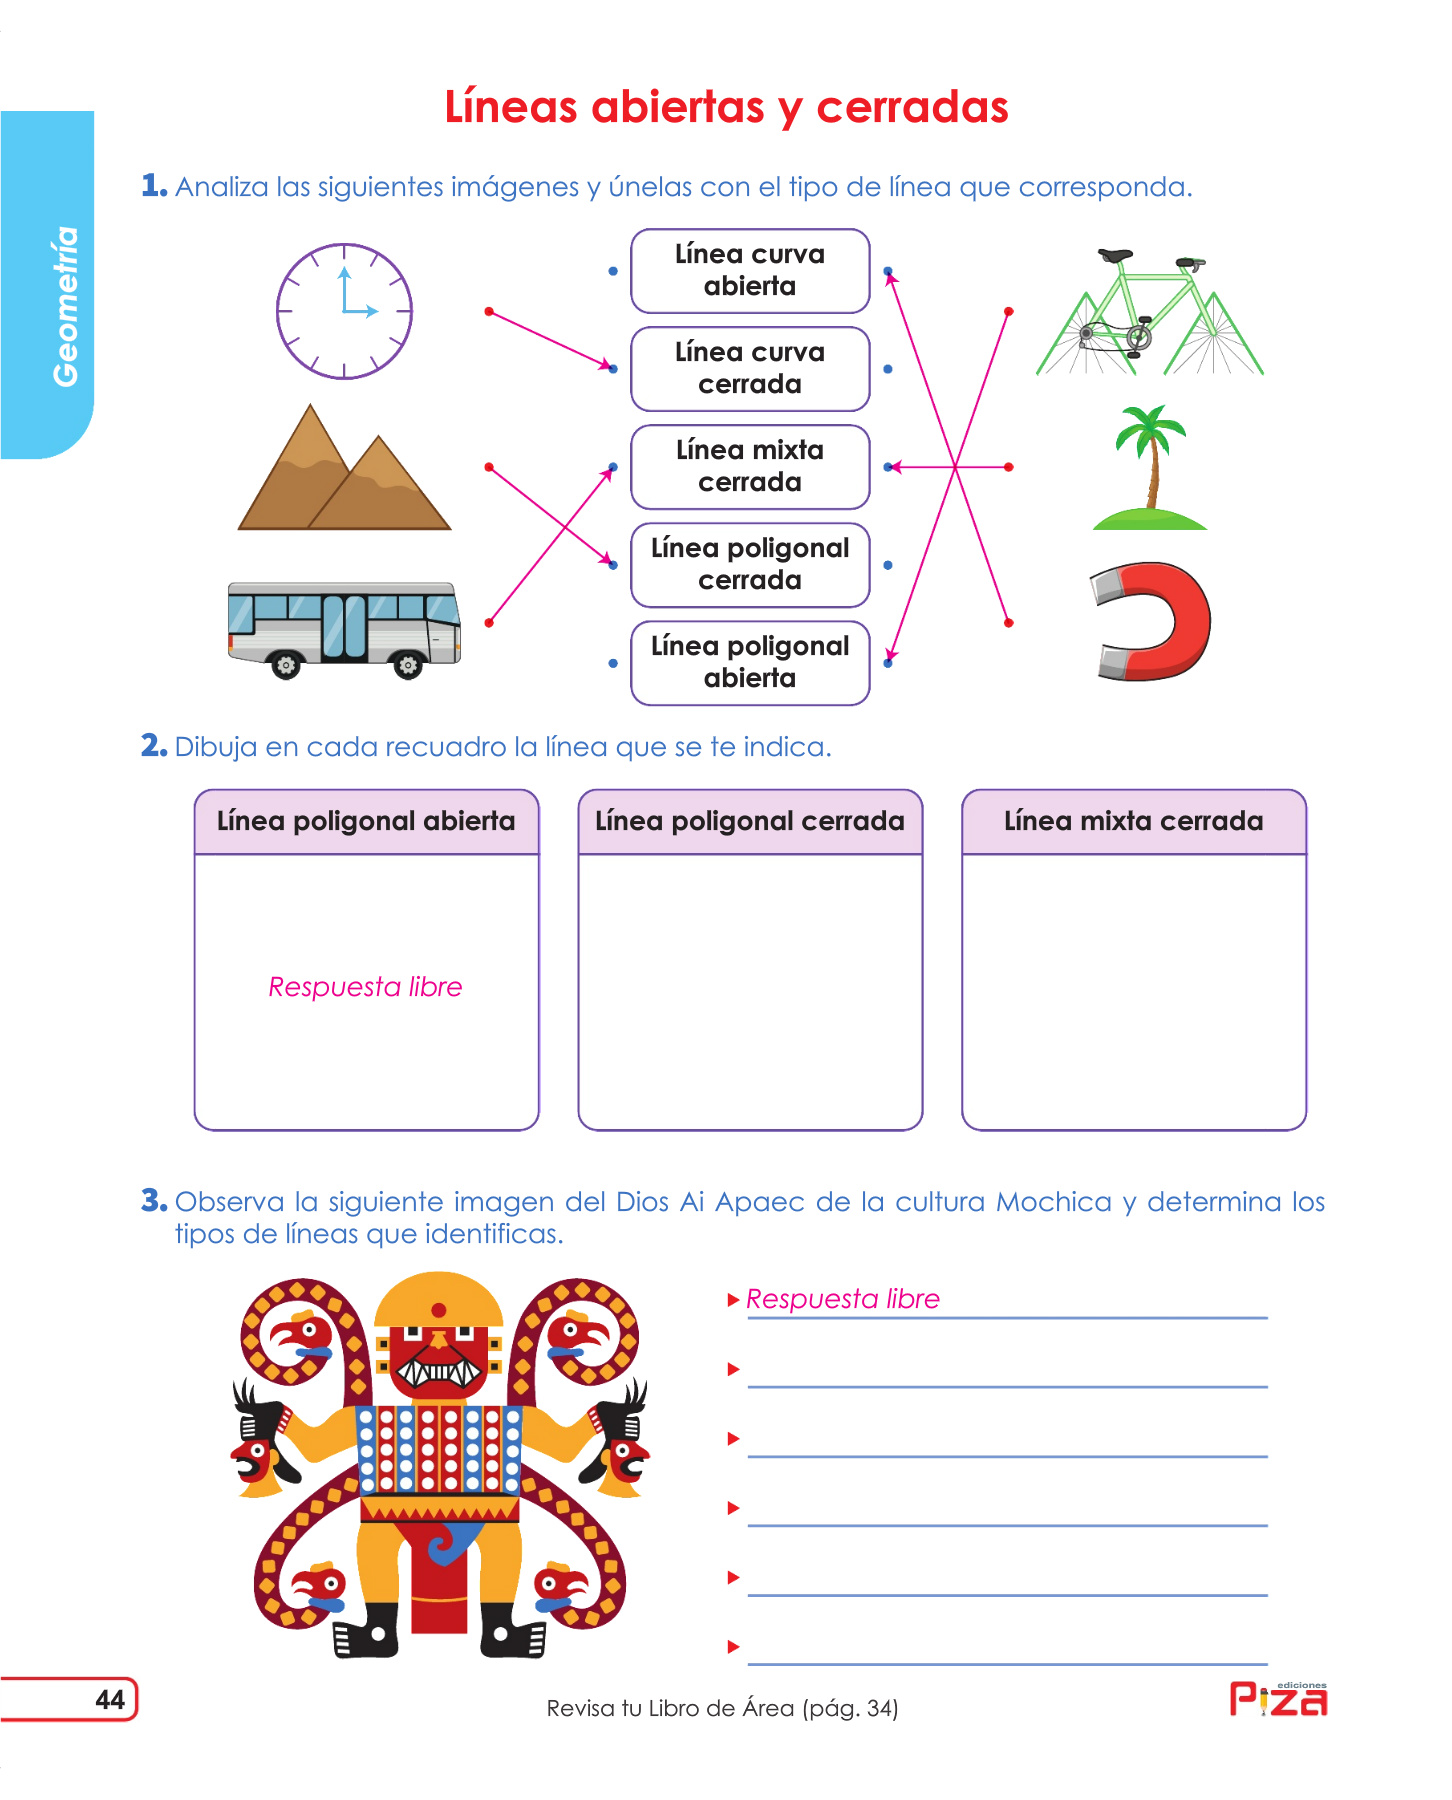 Líneas abiertas y cerradas
Geometría
1. Analiza las siguientes imágenes y únelas con el tipo de línea que corresponda.
Línea curva
abierta
Línea curva
cerrada
Línea mixta
cerrada
Línea poligonal
cerrada
Línea poligonal
abierta
2. Dibuja en cada recuadro la línea que se te indica.
Línea poligonal abierta
Línea poligonal cerrada
Línea mixta cerrada
Respuesta libre
3. Observa la siguiente imagen del Dios Ai Apaec de la cultura Mochica y determina los
tipos de líneas que identificas.
Respuesta libre
44
Revisa tu Libro de Área (pág. 34)
ediciones
Piza